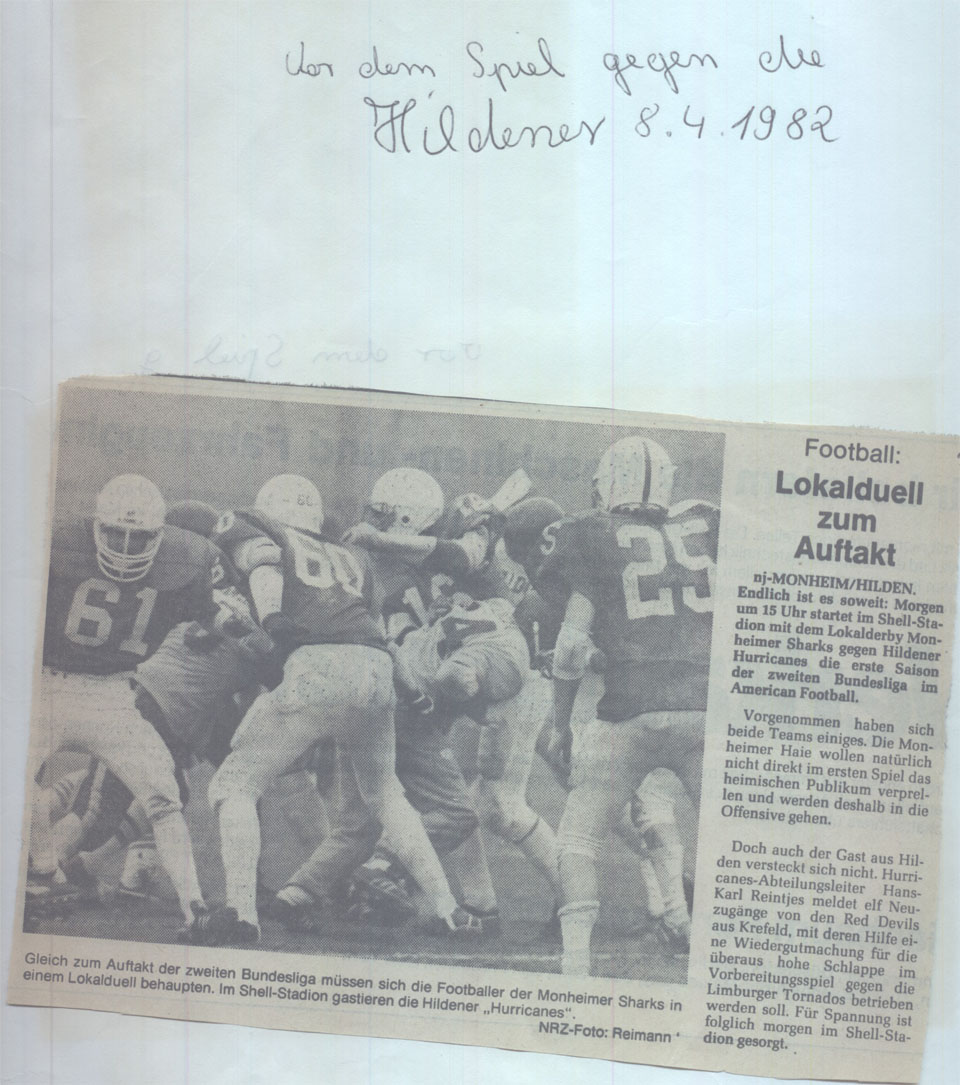 Vor dem Spiel gegen die
Hildener 8.4.1982
Vor dem Spiel g
61
60
25
Football:
Lokalduell
zum
Auftakt
nj-MONHEIM/HILDEN.
Endlich ist es soweit: Morgen
um 15 Uhr startet im Shell-Sta-
dion mit dem Lokalderby Mon-
heimer Sharks gegen Hildener
Hurricanes die erste Saison
der zweiten Bundesliga im
American Football.
Vorgenommen haben sich
beide Teams einiges. Die Mon-
heimer Haie wollen natürlich
nicht direkt im ersten Spiel das
heimischen Publikum verprel-
len und werden deshalb in die
Offensive gehen.
Doch auch der Gast aus Hil-
den versteckt sich nicht. Hurri-
canes-Abteilungsleiter Hans-
Karl Reintjes meldet elf Neu-
zugänge von den Red Devils
aus Krefeld, mit deren Hilfe ei-
ne Wiedergutmachung für die
überaus hohe Schlappe im
Vorbereitungsspiel gegen die
Limburger Tornados betrieben
werden soll. Für Spannung ist
folglich morgen im Shell-Sta-
dion gesorgt.
Gleich zum Auftakt der zweiten Bundesliga müssen sich die Footballer der Monheimer Sharks in
einem Lokalduell behaupten. Im Shell-Stadion gastieren die Hildener „Hurricanes".
NRZ-Foto: Reimann